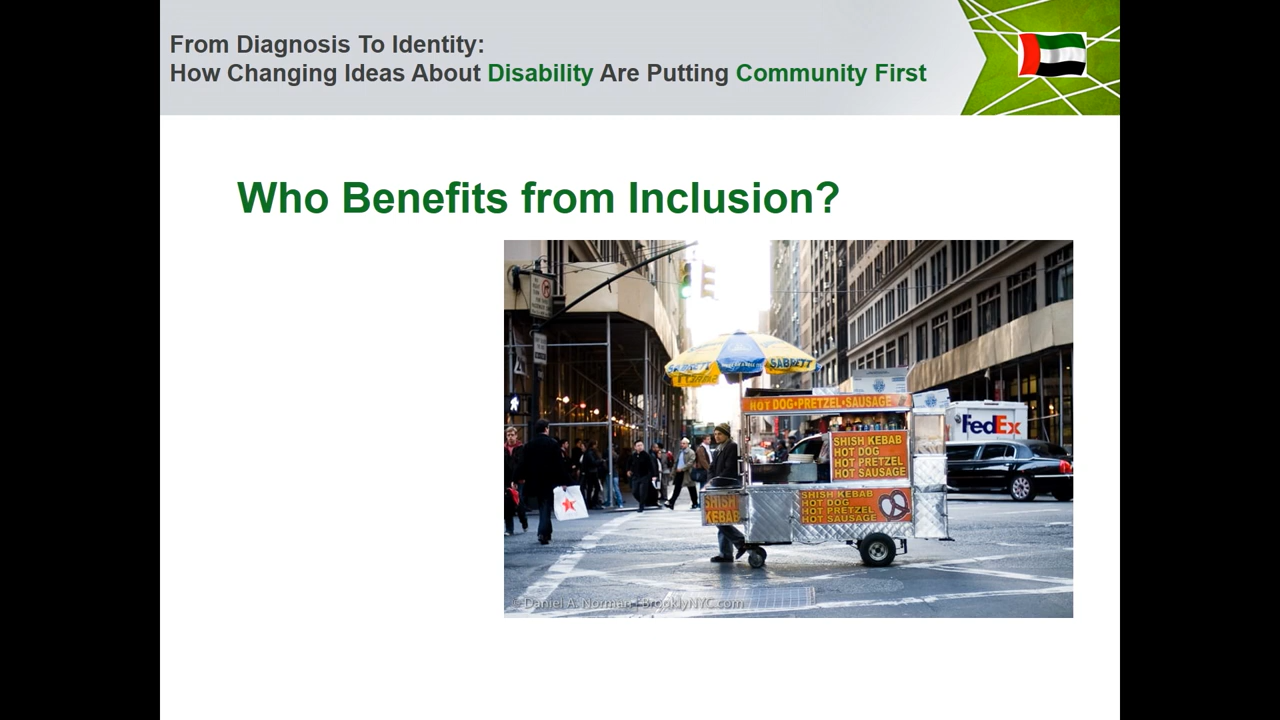 From Diagnosis To Identity:
How Changing Ideas About Disability Are Putting Community First
Who Benefits from Inclusion?
SABRETT
SABRETT
HOT DOG•PRETZEL•SAUSAGE
FedEx
SHISH KEBAB
HOT DOG
HOT PRETZEL
HOT SAUSAGE
SHISH
KEBAB
SHISH KEBAB
HOT DOG
HOT PRETZEL
HOT SAUSAGE
© Daniel A. Norman | BrooklyNYC.com